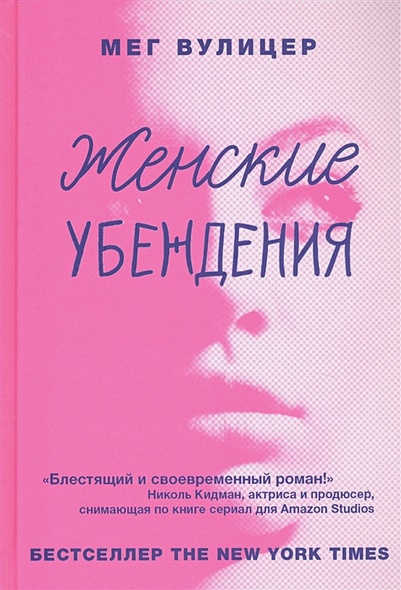 МЕГ ВУЛИЦЕР
Женские
УБЕЖДЕНИЯ
«Блестящий и своевременный роман!»
Николь Кидман, актриса и продюсер,
снимающая по книге сериал для Amazon Studios
БЕСТСЕЛЛЕР THE NEW YORK TIMES